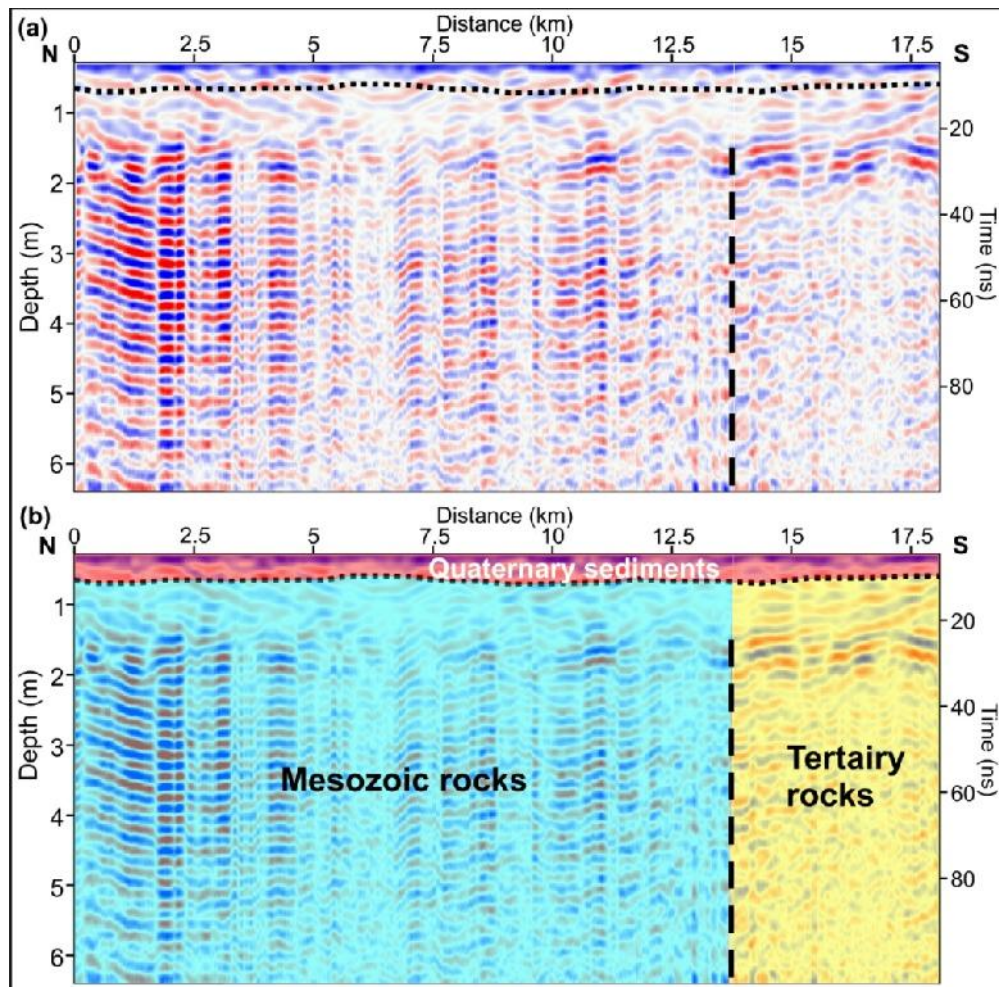 (a)
Distance (km)
0 2.5 5 7.5 10 12.5 15 17.5
N S
Depth (m)
1
2
3
4
5
6
Time (ns)
20
40
60
80
(b)
Distance (km)
0 2.5 5 7.5 10 12.5 15 17.5
N S
Quaternary sediments
Depth (m)
1
2
3
4
5
6
Mesozoic rocks
Tertairy
rocks
Time (ns)
20
40
60
80